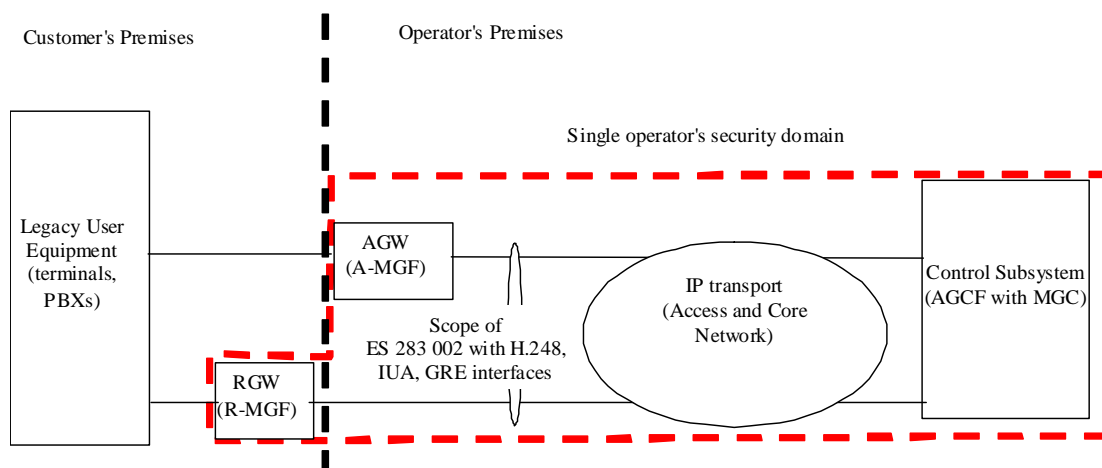 Customer's Premises
Operator's Premises
Single operator's security domain
Legacy User
Equipment
(terminals,
PBXs)
AGW
(A-MGF)
Scope of
ES 283 002 with H.248,
IUA, GRE interfaces
RGW
(R-MGF)
IP transport
(Access and Core
Network)
Control Subsystem
(AGCF with MGC)